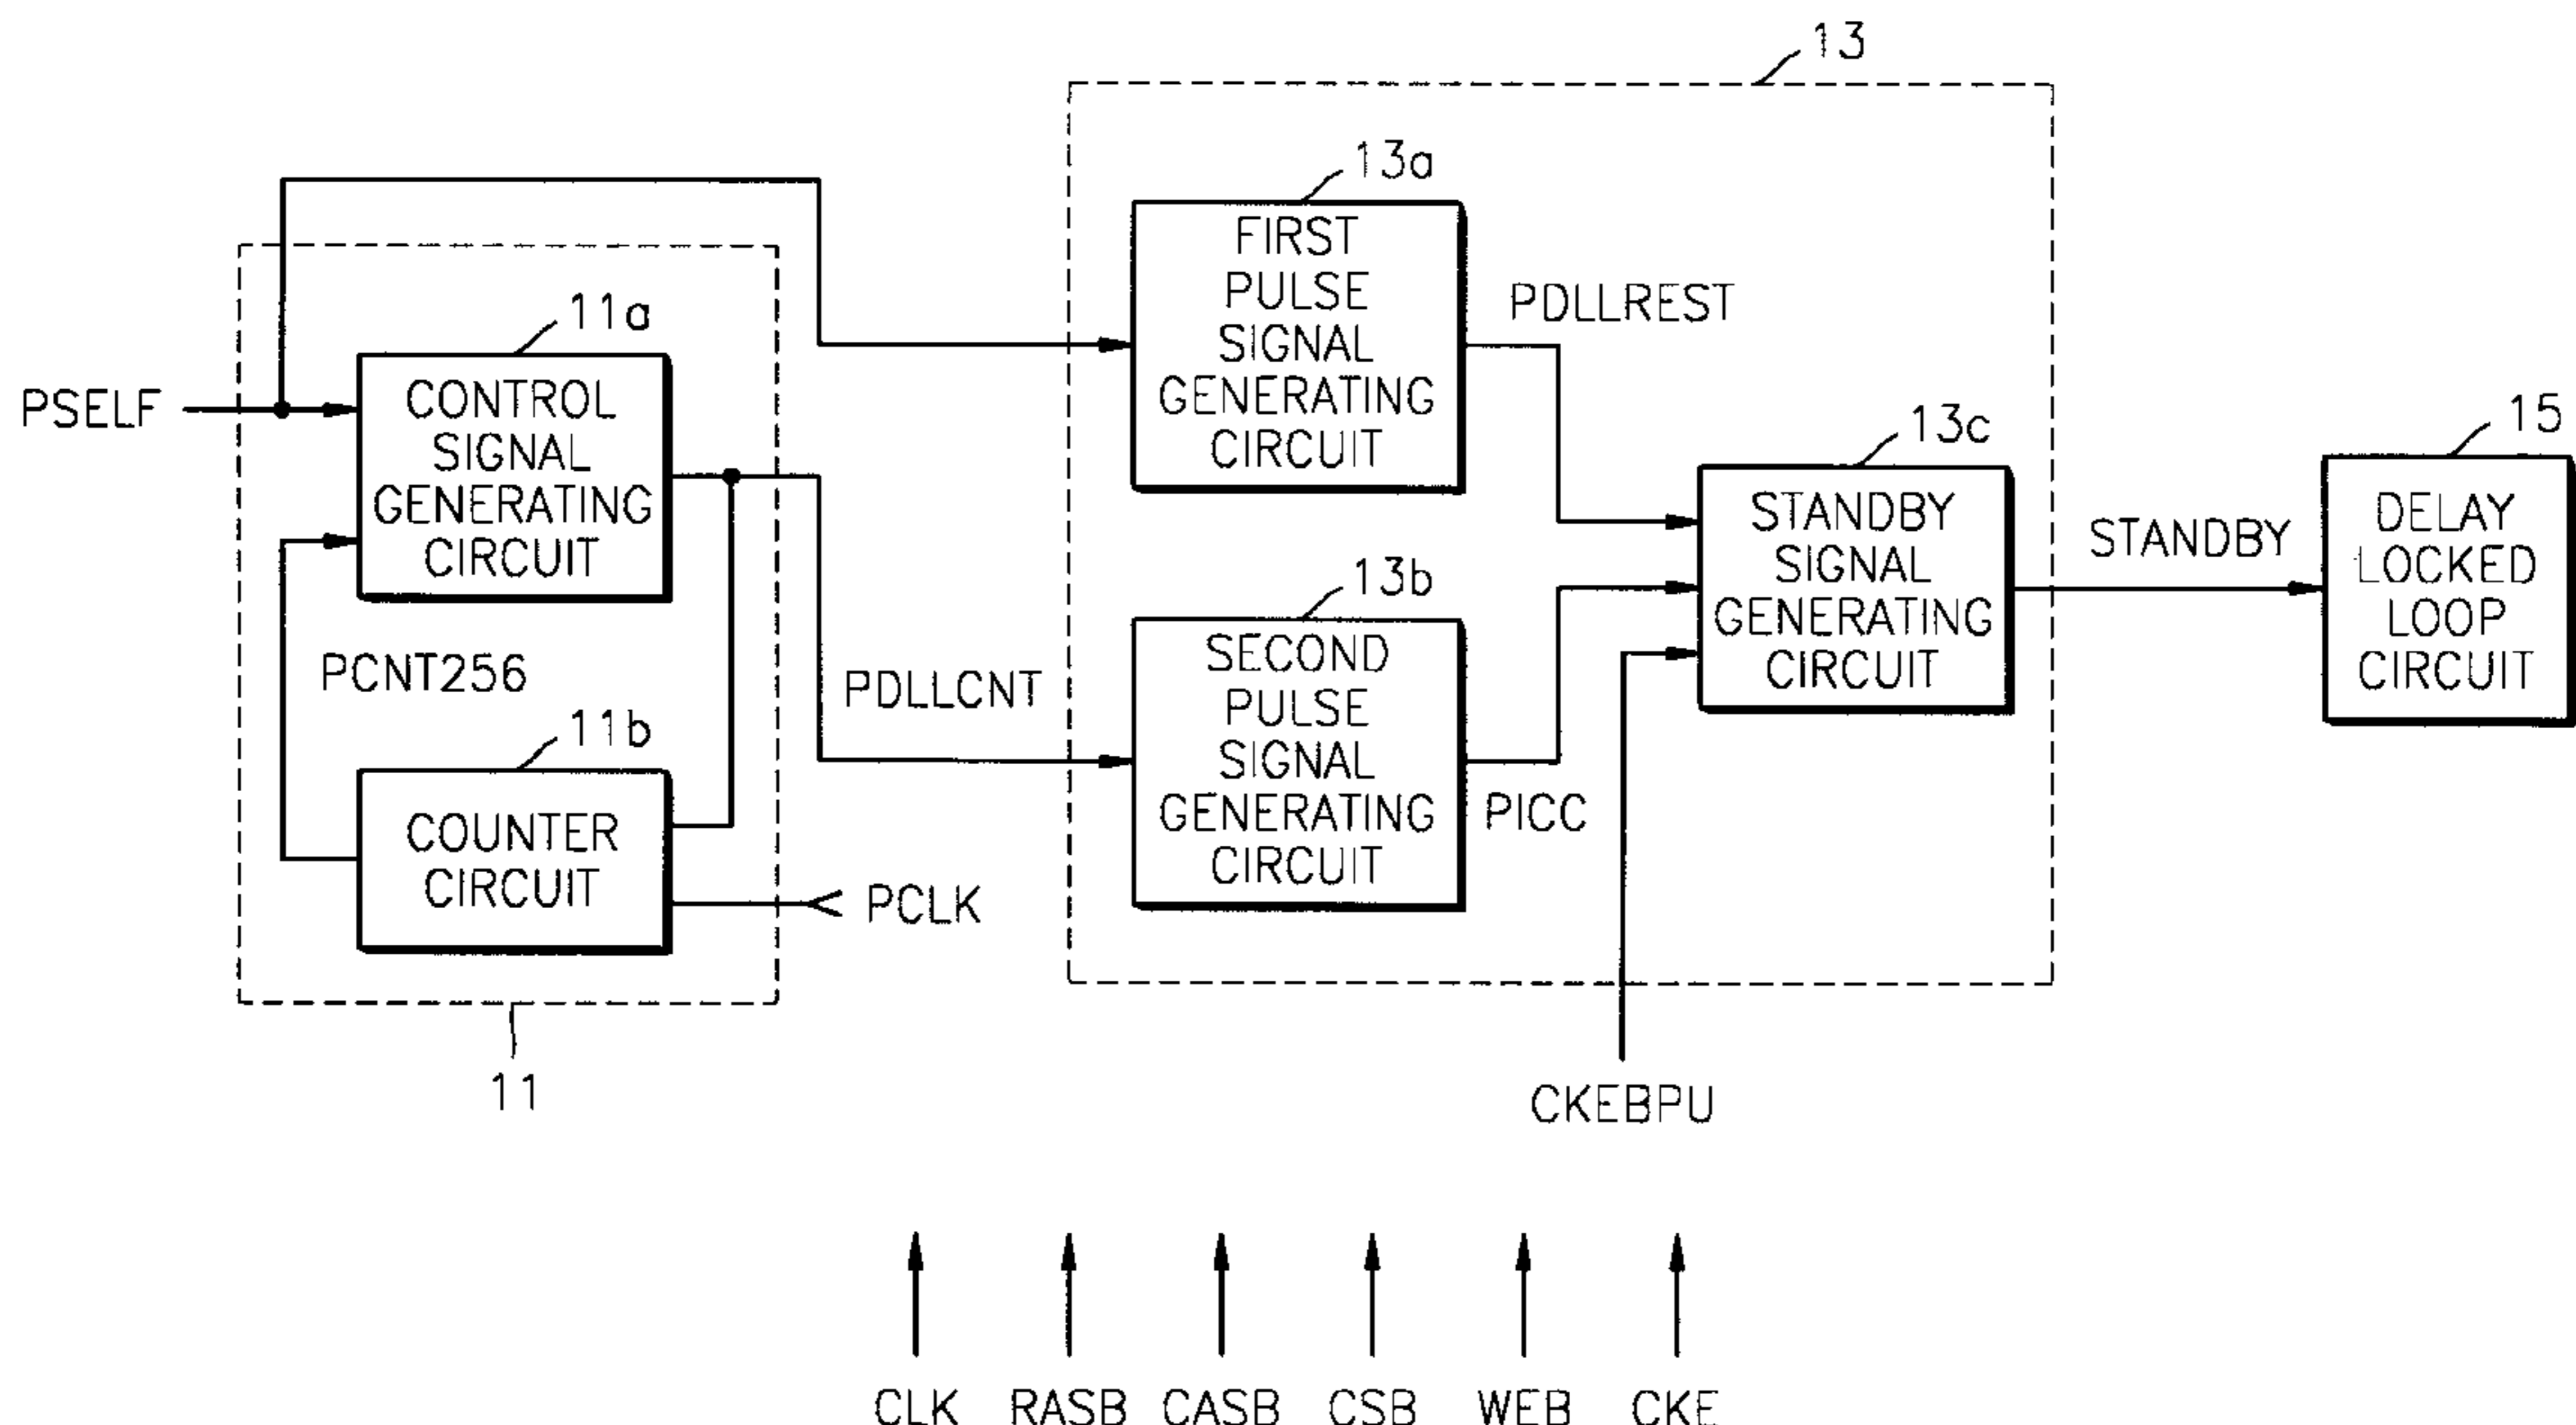 13
13a
FIRST
PULSE
SIGNAL
GENERATING
CIRCUIT
PDLLREST
11a
PSELF
CONTROL
SIGNAL
GENERATING
CIRCUIT
13c
STANDBY
SIGNAL
GENERATING
CIRCUIT
STANDBY
15
DELAY
LOCKED
LOOP
CIRCUIT
13b
SECOND
PULSE
SIGNAL
GENERATING
CIRCUIT
PICC
PCNT256
PDLLCNT
11b
COUNTER
CIRCUIT
PCLK
11
CKEBPU
CLK RASB CASB CSB WEB CKE